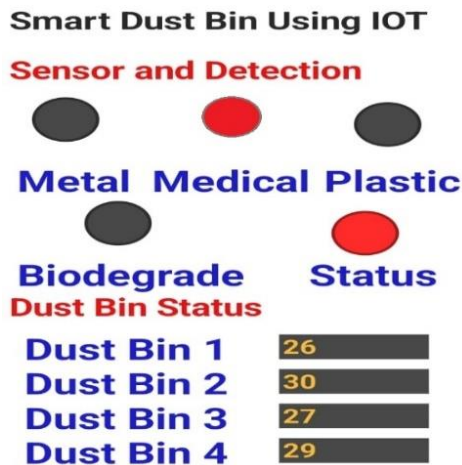 Smart Dust Bin Using IOT
Sensor and Detection
Metal Medical Plastic
Biodegrade Status
Dust Bin Status
Dust Bin 1 26
Dust Bin 2 30
Dust Bin 3 27
Dust Bin 4 29